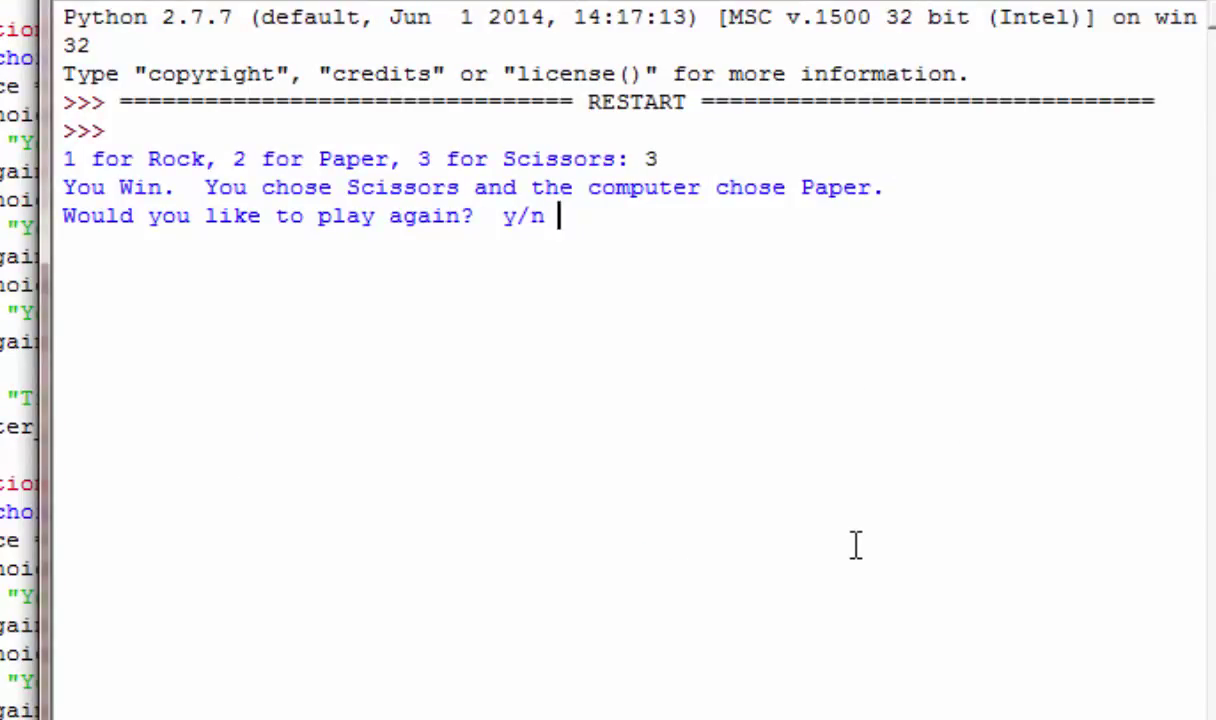 Python 2.7.7 (default, Jun  1 2014, 14:17:13) [MSC v.1500 32 bit (Intel)] on win
32
Type "copyright", "credits" or "license()" for more information.
>>> ================================ RESTART ================================
>>>
1 for Rock, 2 for Paper, 3 for Scissors: 3
You Win.  You chose Scissors and the computer chose Paper.
Would you like to play again?  y/n